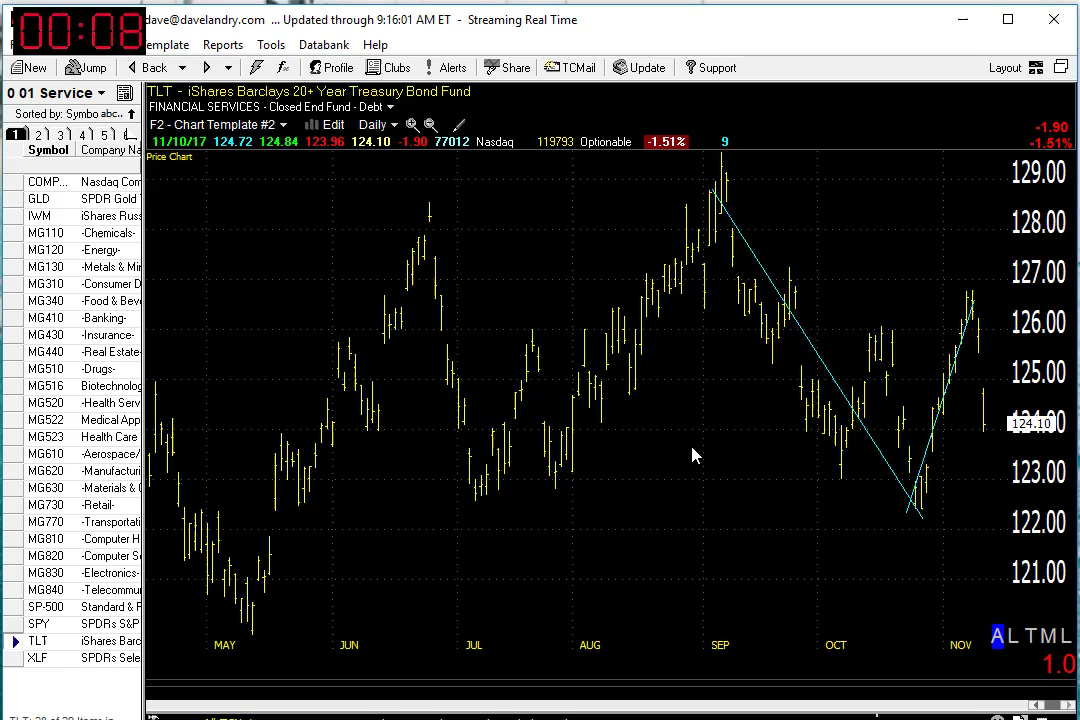 dave@davelandry.com ... Updated through 9:16:01 AM ET - Streaming Real Time
00:08
emplate Reports Tools Databank Help
New Jump Back Profile Clubs Alerts Share TCMail Update Support Layout
0 01 Service
Sorted by: Symbo abc..
1 2 3 4 5 6
Symbol Company Na
COMP... Nasdaq Com
GLD SPDR Gold
IWM iShares Russ
MG110 -Chemicals-
MG120 -Energy-
MG130 -Metals & Mi
MG310 -Consumer D
MG340 -Food & Beve
MG410 -Banking-
MG430 -Insurance-
MG440 -Real Estate-
MG510 -Drugs-
MG516 Biotechnolog
MG520 -Health Serv
MG522 Medical App
MG523 Health Care
MG610 -Aerospace/
MG620 -Manufacturi
MG630 -Materials & C
MG730 -Retail-
MG770 -Transportati
MG810 -Computer H
MG820 -Computer So
MG830 -Electronics-
MG840 -Telecommu
SP-500 Standard & P
SPY SPDRs S&P
TLT iShares Barc
XLF SPDRs Sele
TLT - iShares Barclays 20+ Year Treasury Bond Fund
FINANCIAL SERVICES - Closed End Fund - Debt
F2 - Chart Template #2 Edit Daily
11/10/17 124.72 124.84 123.96 124.10 -1.90 77012 Nasdaq 119793 Optionable -1.51% 9
-1.90
-1.51%
Price Chart
129.00
128.00
127.00
126.00
125.00
124.00
124.10
123.00
122.00
121.00
MAY JUN JUL AUG SEP OCT NOV
A L T M L
1.0